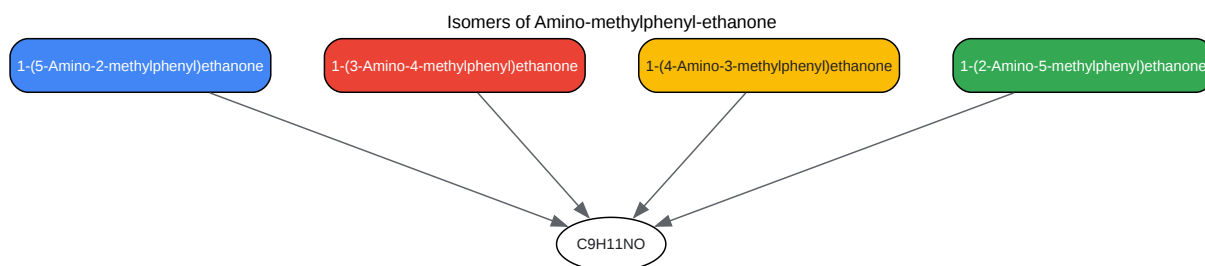 Isomers of Amino-methylphenyl-ethanone
1-(5-Amino-2-methylphenyl)ethanone
1-(3-Amino-4-methylphenyl)ethanone
1-(4-Amino-3-methylphenyl)ethanone
1-(2-Amino-5-methylphenyl)ethanone
C9H11NO